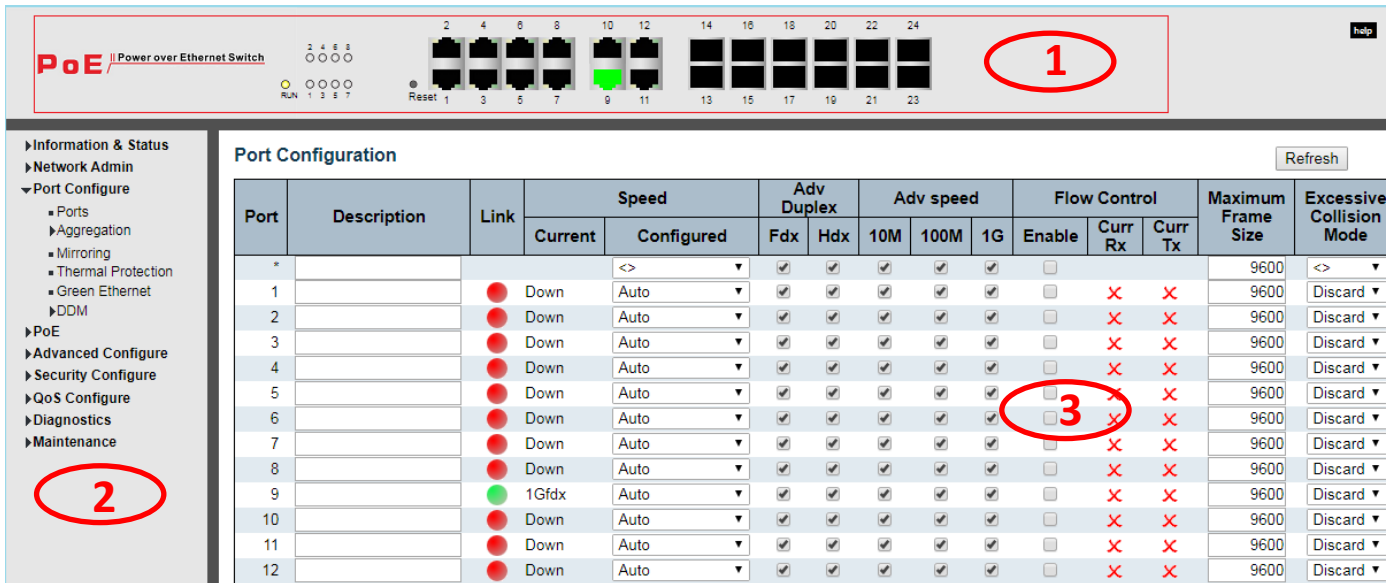 2 4 6 8 10 12 14 16 18 20 22 24
help
PoE Power over Ethernet Switch
2 4 6 8
RUN 1 3 5 7
Reset 1 3 5 7 9 11 13 15 17 19 21 23
1
Information & Status
Network Admin
Port Configure
Ports
Aggregation
Mirroring
Thermal Protection
Green Ethernet
DDM
PoE
Advanced Configure
Security Configure
QoS Configure
Diagnostics
Maintenance
2
Port Configuration
Refresh
Port Description Link Speed Adv Duplex Adv speed Flow Control Maximum Frame Size Excessive Collision Mode
Current Configured Fdx Hdx 10M 100M 1G Enable Curr Rx Curr Tx
* <> 9600 <>
1 Down Auto 9600 Discard
2 Down Auto 9600 Discard
3 Down Auto 9600 Discard
4 Down Auto 9600 Discard
5 Down Auto 9600 Discard
6 Down Auto 9600 Discard
7 Down Auto 9600 Discard
8 Down Auto 9600 Discard
9 1Gfdx Auto 9600 Discard
10 Down Auto 9600 Discard
11 Down Auto 9600 Discard
12 Down Auto 9600 Discard
3